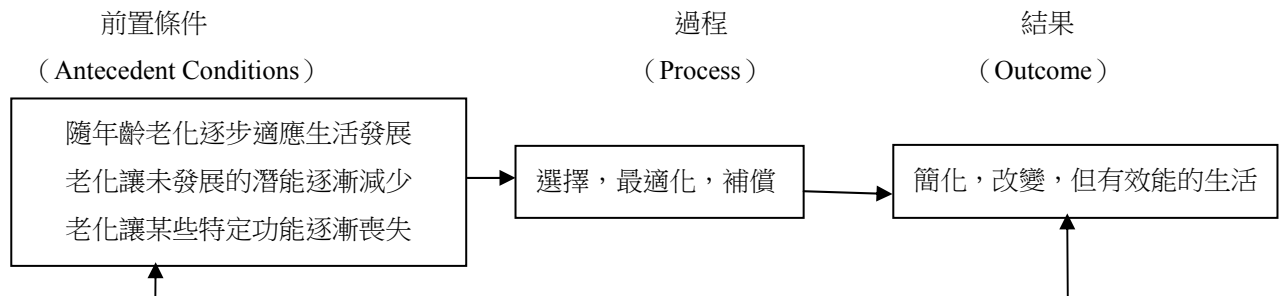 前置條件
過程
結果
（Antecedent Conditions）
（Process）
（Outcome）
隨年齡老化逐步適應生活發展
老化讓未發展的潛能逐漸減少
老化讓某些特定功能逐漸喪失
選擇，最適化，補償
簡化，改變，但有效能的生活